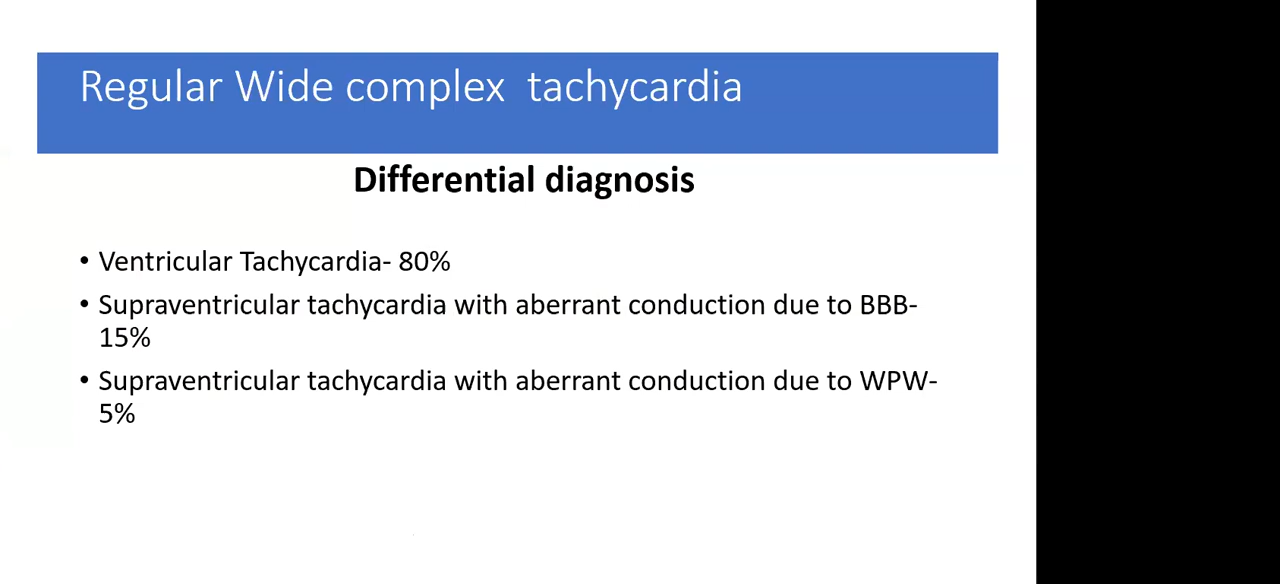 Regular Wide complex  tachycardia
Differential diagnosis
• Ventricular Tachycardia- 80%
• Supraventricular tachycardia with aberrant conduction due to BBB-
15%
• Supraventricular tachycardia with aberrant conduction due to WPW-
5%